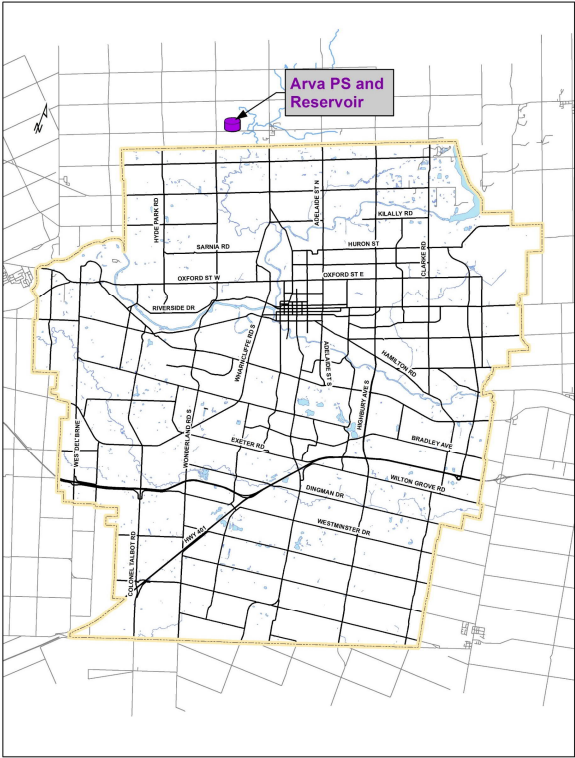 Arva PS and
Reservoir
N
HYDE PARK RD
ADELAIDE ST N
KILALLY RD
SARNIA RD
HURON ST
CLARKE RD
OXFORD ST W
OXFORD ST E
RIVERSIDE DR
WHARNCLIFFE RD S
ADELAIDE ST S
HAMILTON RD
HIGHBURY AVE S
WONDERLAND RD S
WESTDEL BRNE
EXETER RD
BRADLEY AVE
WILTON GROVE RD
DINGMAN DR
WESTMINSTER DR
HWY 401
COLONEL TALBOT RD